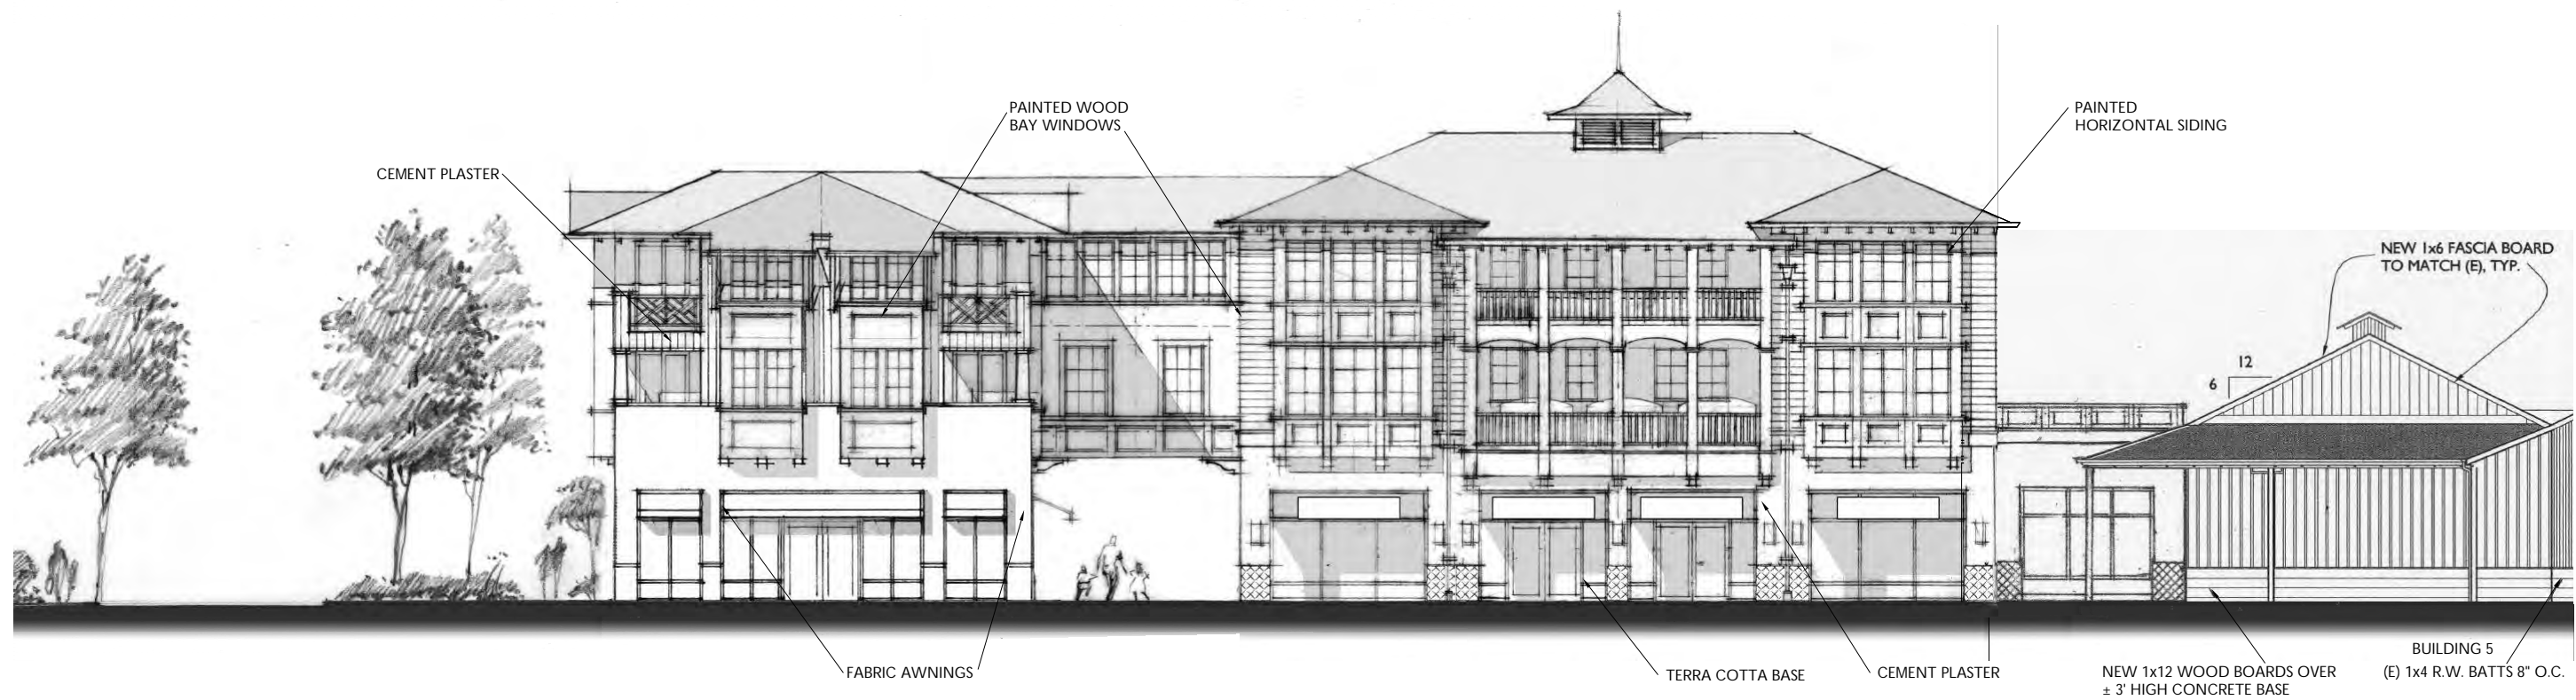 PAINTED WOOD
BAY WINDOWS
PAINTED
HORIZONTAL SIDING
CEMENT PLASTER
NEW 1x6 FASCIA BOARD
TO MATCH (E), TYP.
12
6
FABRIC AWNINGS
TERRA COTTA BASE
CEMENT PLASTER
NEW 1x12 WOOD BOARDS OVER
± 3' HIGH CONCRETE BASE
BUILDING 5
(E) 1x4 R.W. BATTS 8" O.C.